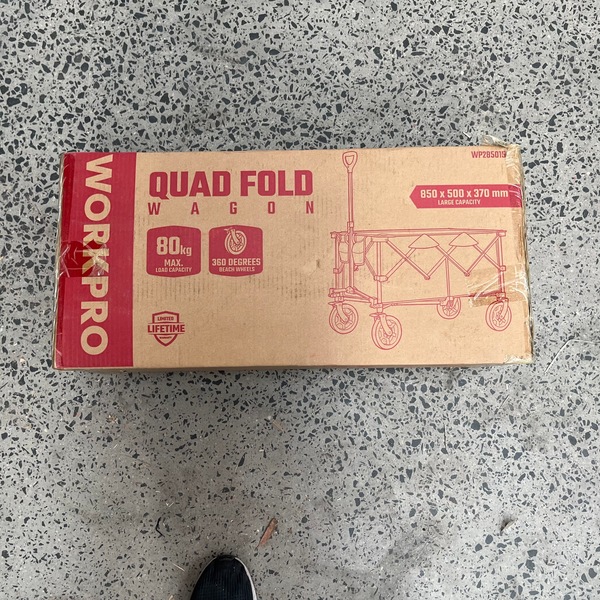 WORKPRO
QUAD FOLD
WAGON
80kg
MAX.
LOAD CAPACITY
360 DEGREES
BEACH WHEELS
LIMITED
LIFETIME
850 x 500 x 370 mm
LARGE CAPACITY